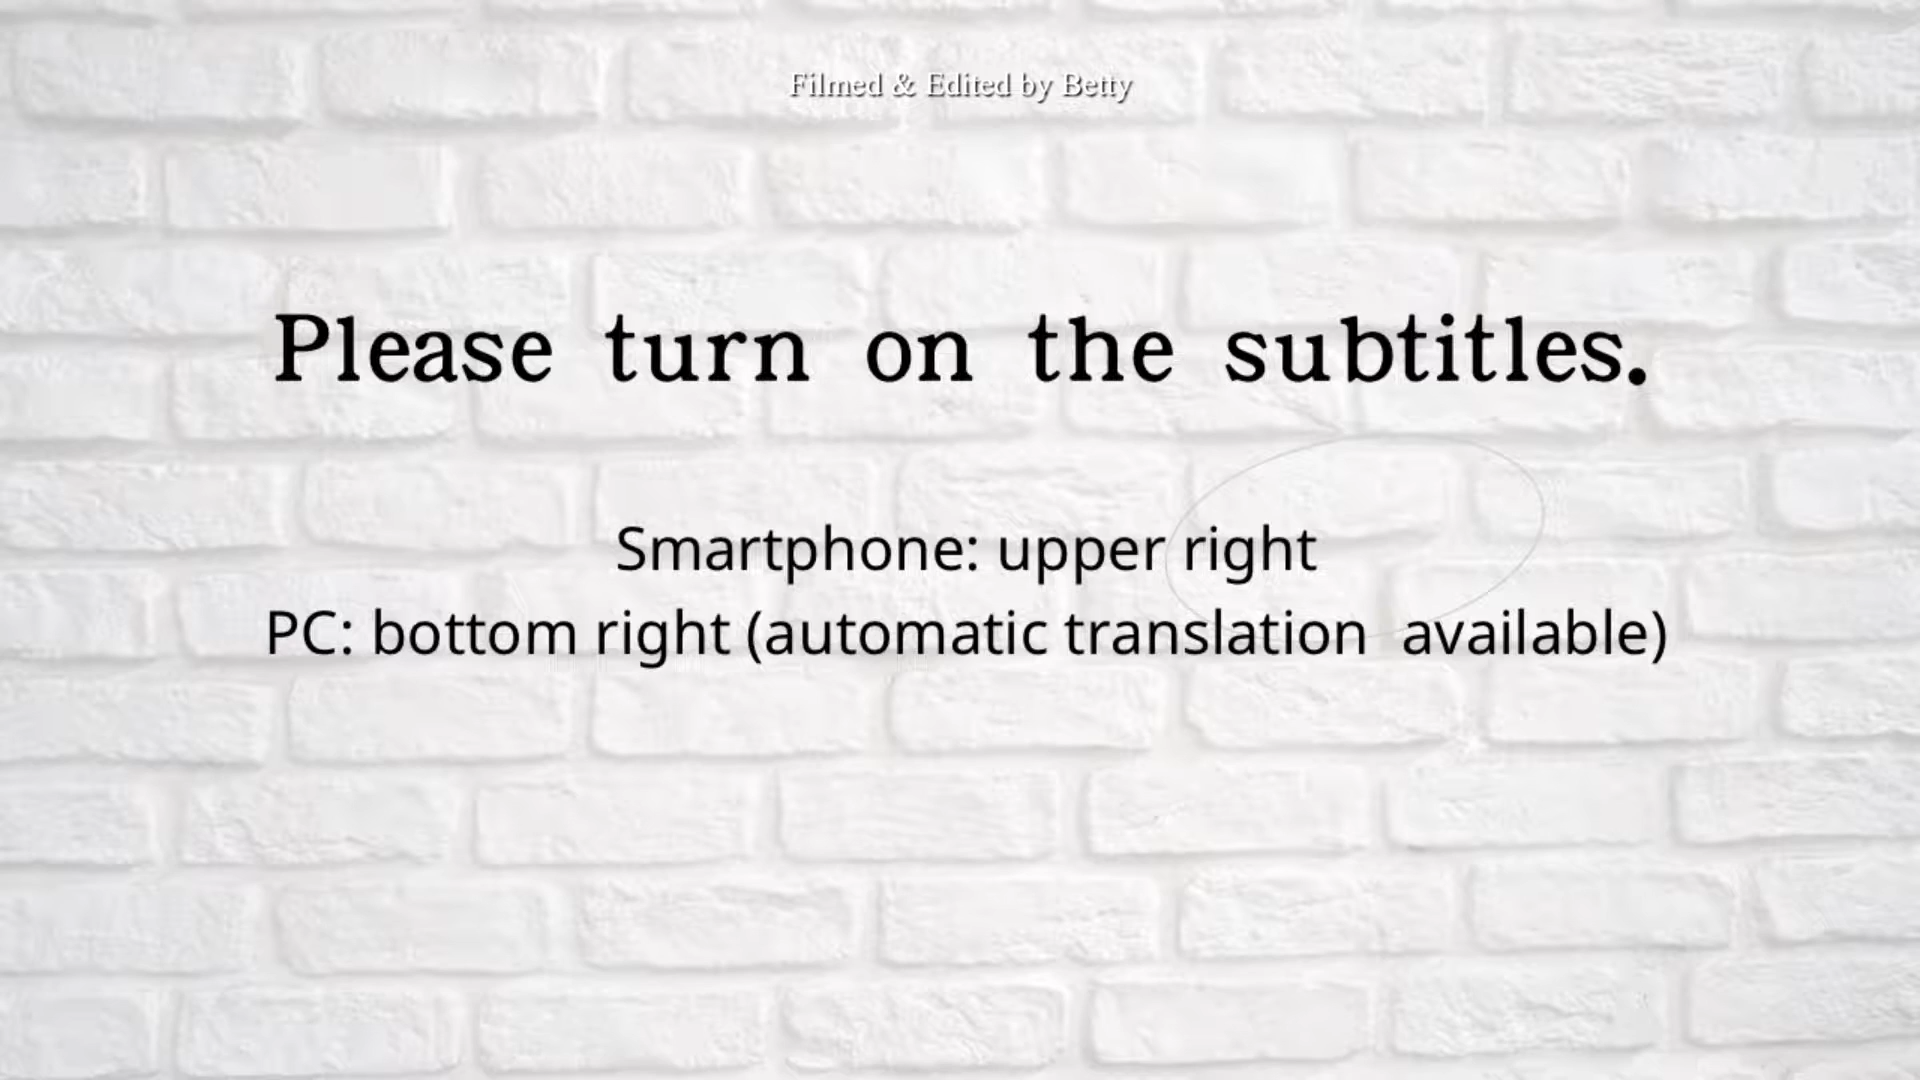 Filmed & Edited by Betty
Please turn on the subtitles.
Smartphone: upper right
PC: bottom right (automatic translation available)